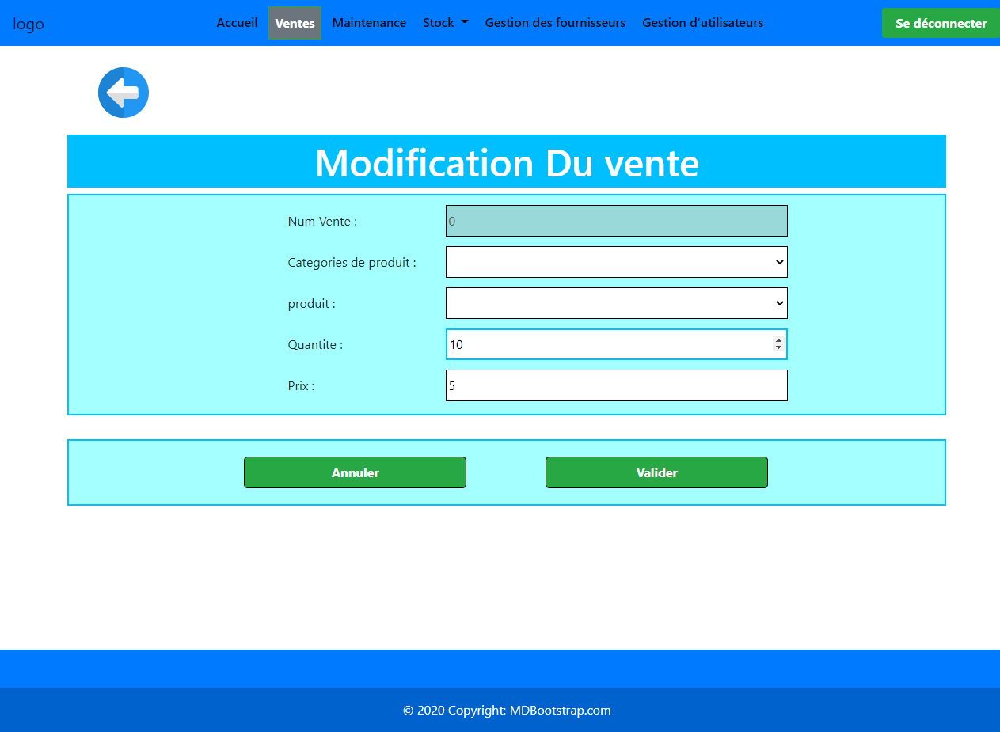 logo Accueil Ventes Maintenance Stock Gestion des fournisseurs Gestion d'utilisateurs Se déconnecter
Modification Du vente
Num Vente : 0
Categories de produit :
produit :
Quantite : 10
Prix : 5
Annuler Valider
© 2020 Copyright: MDBootstrap.com